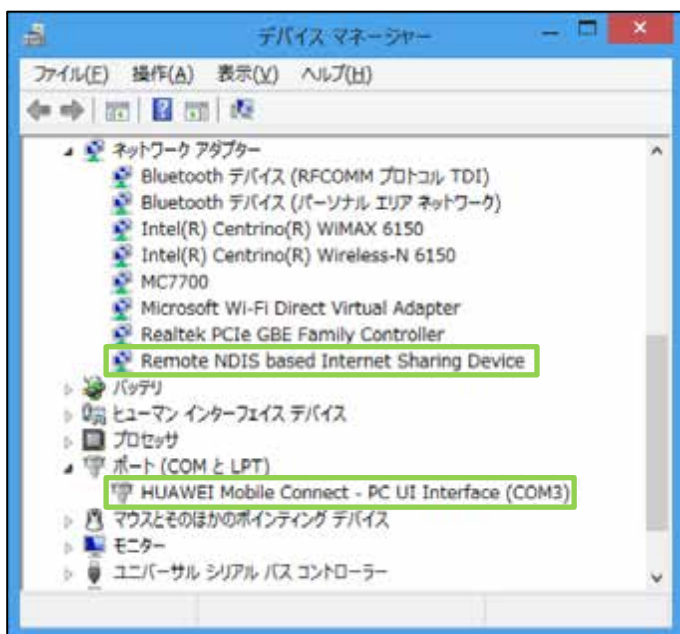 デバイス マネージャー
ファイル(F) 操作(A) 表示(V) ヘルプ(H)
ネットワーク アダプター
Bluetooth デバイス (RFCOMM プロトコル TDI)
Bluetooth デバイス (パーソナル エリア ネットワーク)
Intel(R) Centrino(R) WiMAX 6150
Intel(R) Centrino(R) Wireless-N 6150
MC7700
Microsoft Wi-Fi Direct Virtual Adapter
Realtek PCIe GBE Family Controller
Remote NDIS based Internet Sharing Device
バッテリ
ヒューマン インターフェイス デバイス
プロセッサ
ポート (COM と LPT)
HUAWEI Mobile Connect - PC UI Interface (COM3)
マウスとそのほかのポインティング デバイス
モニター
ユニバーサル シリアル バス コントローラー